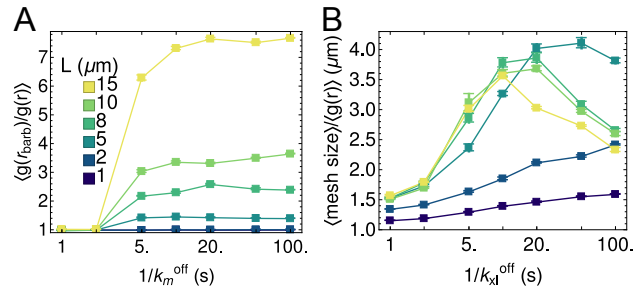 A
B
L (μm)
15
10
8
5
2
1
⟨g(r_barb)/g(r)⟩
7
6
5
4
3
2
1
1 5. 20. 100.
1/k_m^off (s)
⟨mesh size⟩/⟨g(r)⟩
4.0
3.5
3.0
2.5
2.0
1.5
1.0
1 5. 20. 100.
1/k_xl^off (s)